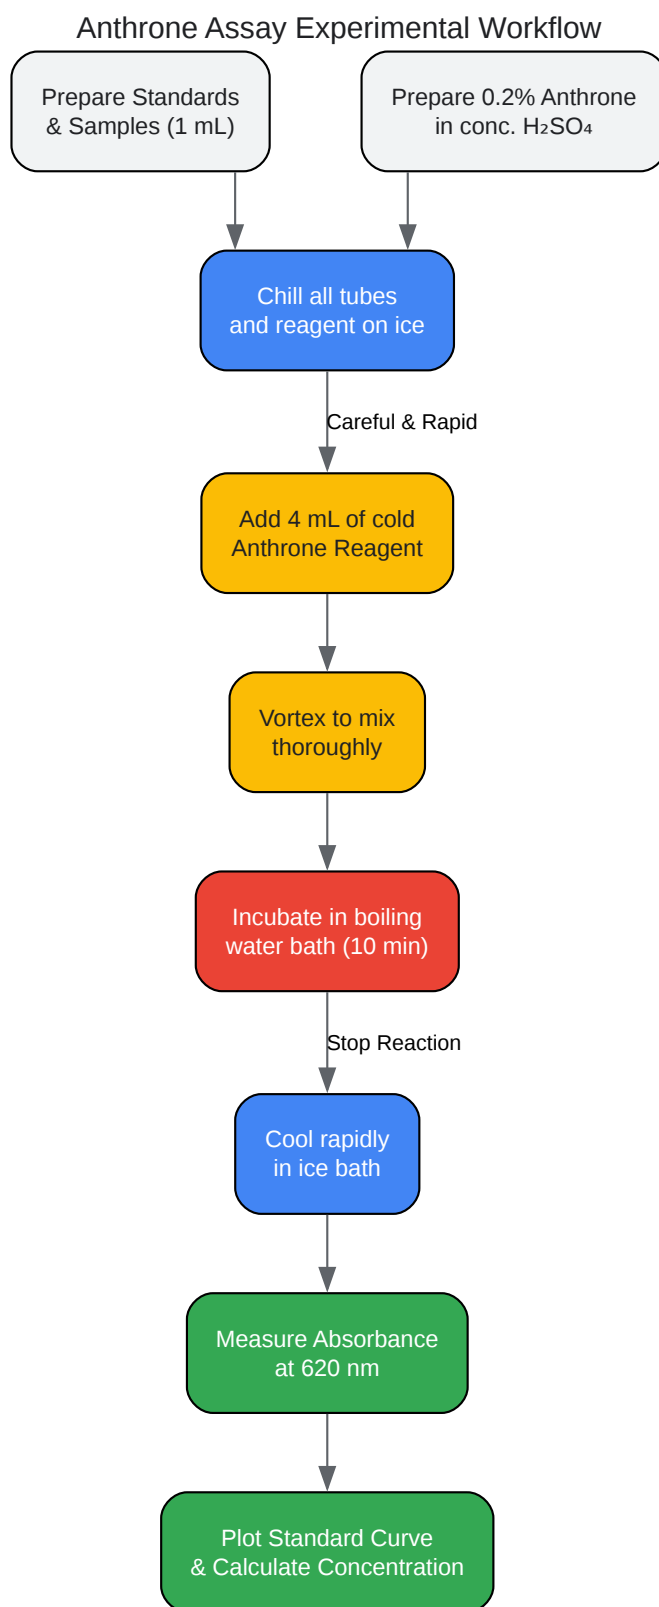 Anthrone Assay Experimental Workflow
Prepare Standards
& Samples (1 mL)
Prepare 0.2% Anthrone
in conc. H₂SO₄
Chill all tubes
and reagent on ice
Careful & Rapid
Add 4 mL of cold
Anthrone Reagent
Vortex to mix
thoroughly
Incubate in boiling
water bath (10 min)
Stop Reaction
Cool rapidly
in ice bath
Measure Absorbance
at 620 nm
Plot Standard Curve
& Calculate Concentration